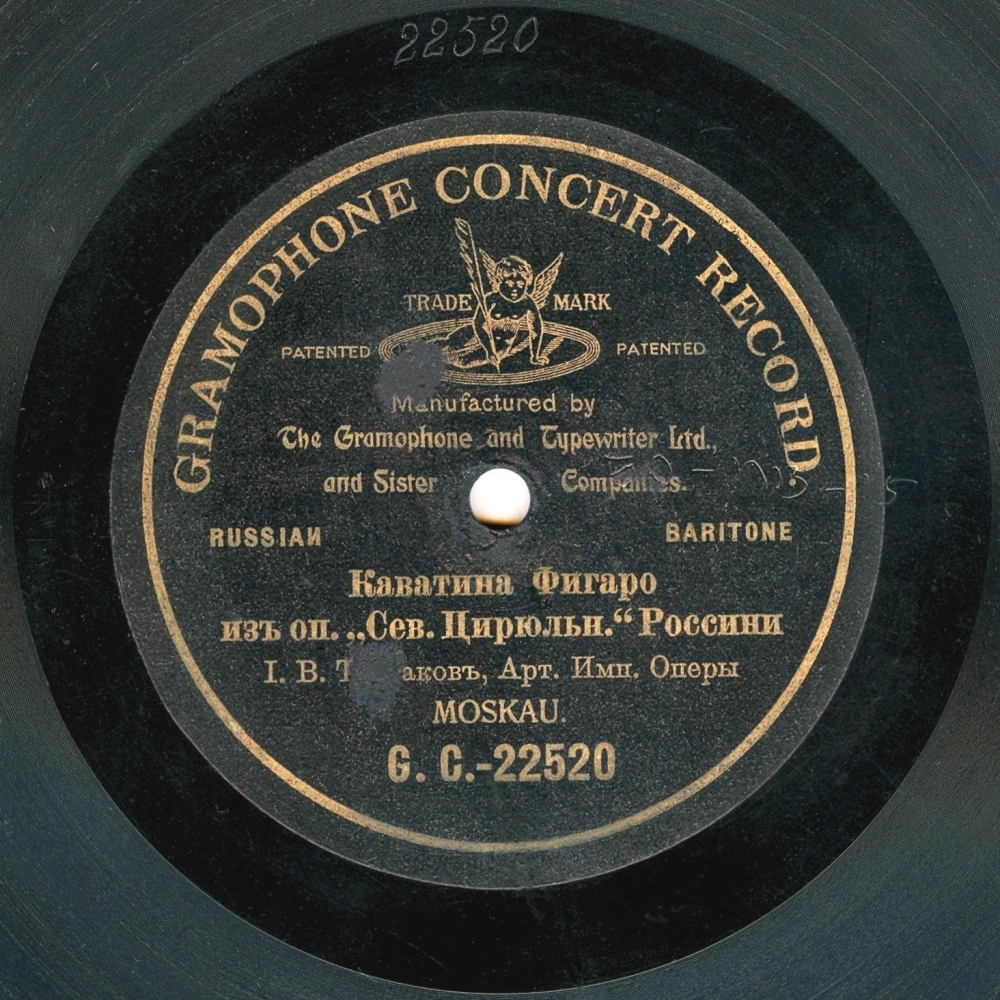 22520
GRAMOPHONE CONCERT RECORD
TRADE MARK
PATENTED PATENTED
Manufactured by
The Gramophone and Typewriter Ltd.,
and Sister Companies.
RUSSIAN BARITONE
Каватина Фигаро
изъ оп. „Сев. Цирюльн.“ Россини
I. В. Арт. Имп. Оперы
MOSKAU.
G. C.-22520